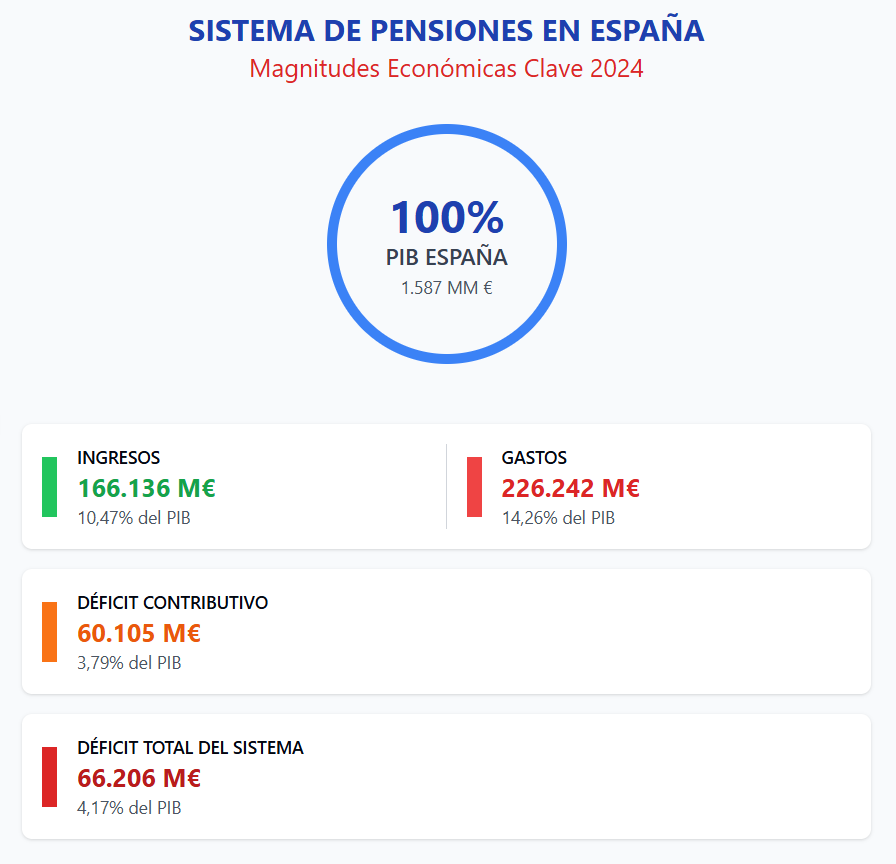 SISTEMA DE PENSIONES EN ESPAÑA
Magnitudes Económicas Clave 2024
100%
PIB ESPAÑA
1.587 MM €
INGRESOS
166.136 M€
10,47% del PIB
GASTOS
226.242 M€
14,26% del PIB
DÉFICIT CONTRIBUTIVO
60.105 M€
3,79% del PIB
DÉFICIT TOTAL DEL SISTEMA
66.206 M€
4,17% del PIB